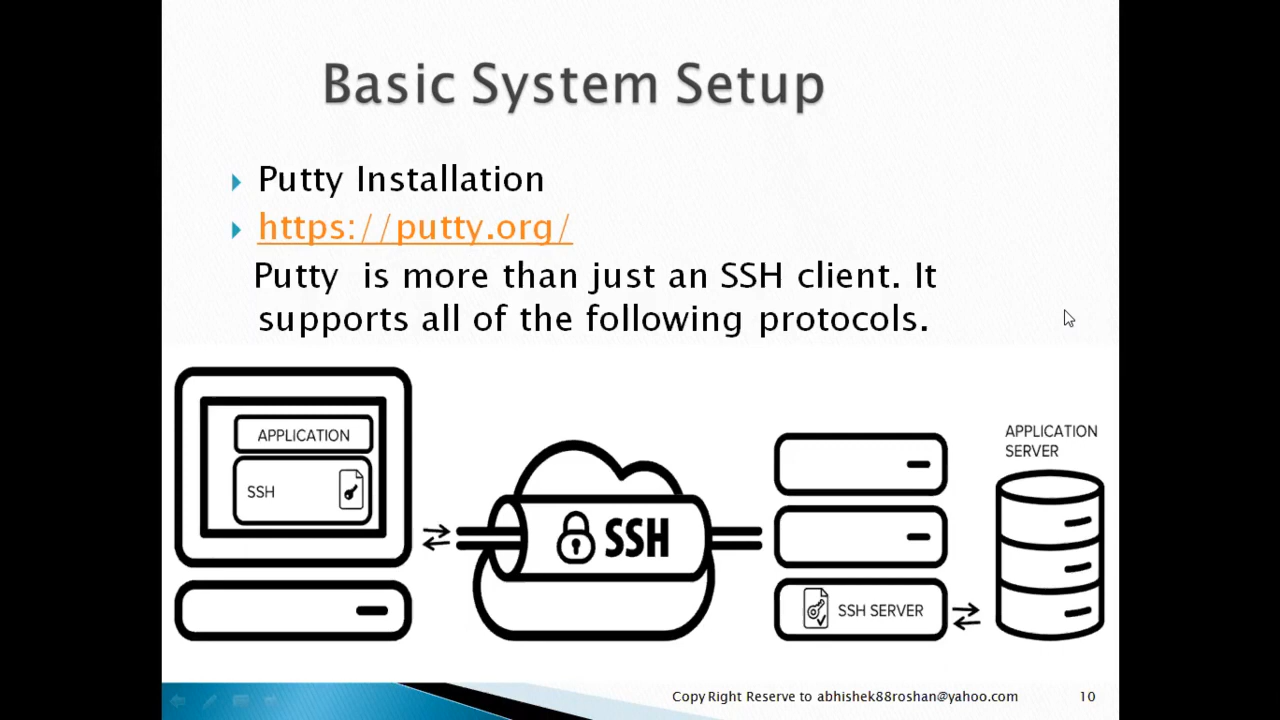 Basic System Setup
Putty Installation
https://putty.org/
Putty is more than just an SSH client. It
supports all of the following protocols.
APPLICATION
SSH
SSH
SSH SERVER
APPLICATION
SERVER
Copy Right Reserve to abhishek88roshan@yahoo.com
10